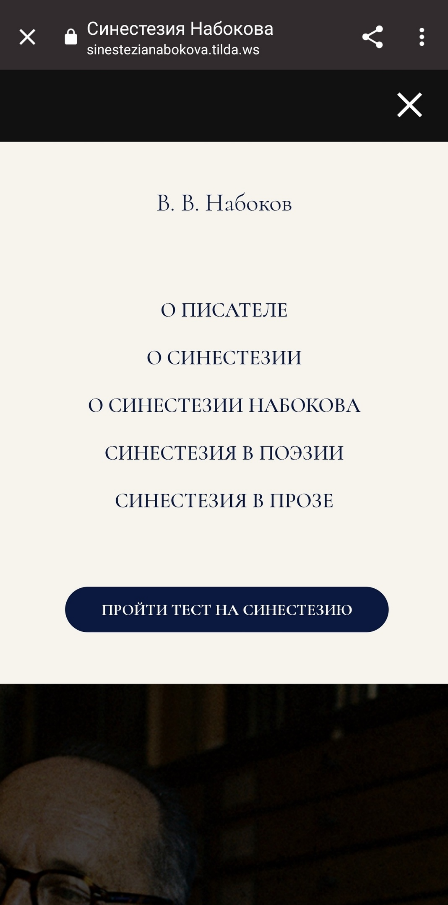 Синестезия Набокова
sinestezianabokova.tilda.ws
В. В. Набоков
О ПИСАТЕЛЕ
О СИНЕСТЕЗИИ
О СИНЕСТЕЗИИ НАБОКОВА
СИНЕСТЕЗИЯ В ПОЭЗИИ
СИНЕСТЕЗИЯ В ПРОЗЕ
ПРОЙТИ ТЕСТ НА СИНЕСТЕЗИЮ